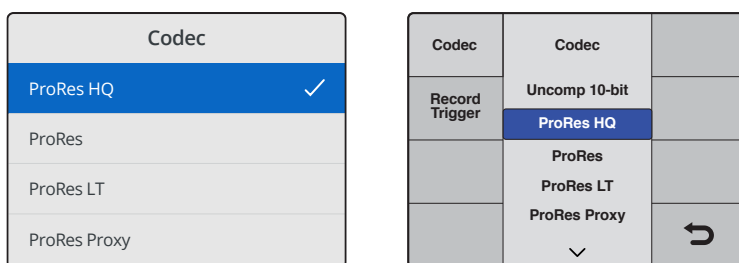 Codec
ProRes HQ
ProRes
ProRes LT
ProRes Proxy
Codec
Record
Trigger
Codec
Uncomp 10-bit
ProRes HQ
ProRes
ProRes LT
ProRes Proxy